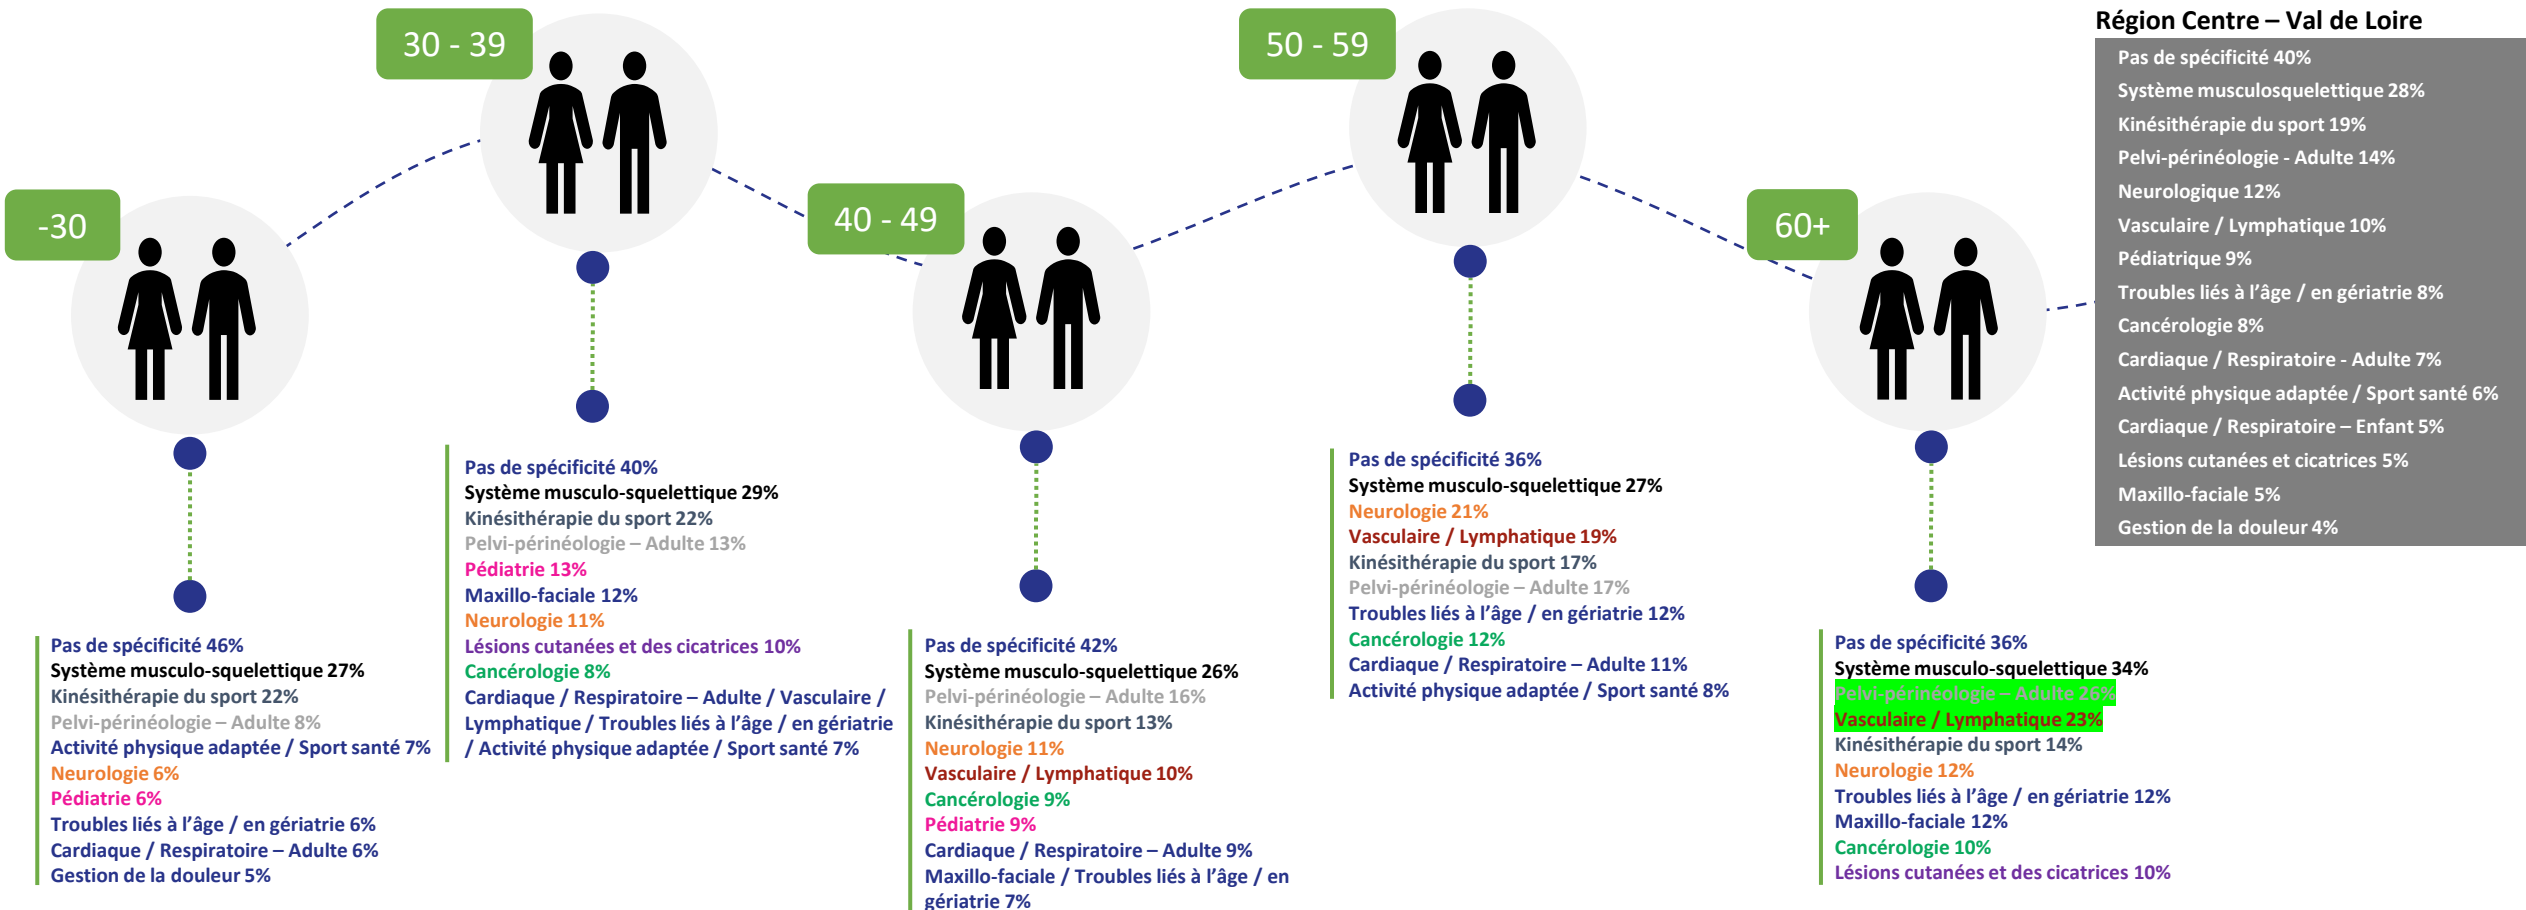 -30
Pas de spécificité 46%
Système musculo-squelettique 27%
Kinésithérapie du sport 22%
Pelvi-périnéologie – Adulte 8%
Activité physique adaptée / Sport santé 7%
Neurologie 6%
Pédiatrie 6%
Troubles liés à l’âge / en gériatrie 6%
Cardiaque / Respiratoire – Adulte 6%
Gestion de la douleur 5%
30 - 39
Pas de spécificité 40%
Système musculo-squelettique 29%
Kinésithérapie du sport 22%
Pelvi-périnéologie – Adulte 13%
Pédiatrie 13%
Maxillo-faciale 12%
Neurologie 11%
Lésions cutanées et des cicatrices 10%
Cancérologie 8%
Cardiaque / Respiratoire – Adulte / Vasculaire /
Lymphatique / Troubles liés à l’âge / en gériatrie
/ Activité physique adaptée / Sport santé 7%
40 - 49
Pas de spécificité 42%
Système musculo-squelettique 26%
Pelvi-périnéologie – Adulte 16%
Kinésithérapie du sport 13%
Neurologie 11%
Vasculaire / Lymphatique 10%
Cancérologie 9%
Pédiatrie 9%
Cardiaque / Respiratoire – Adulte 9%
Maxillo-faciale / Troubles liés à l’âge / en
gériatrie 7%
50 - 59
Pas de spécificité 36%
Système musculo-squelettique 27%
Neurologie 21%
Vasculaire / Lymphatique 19%
Kinésithérapie du sport 17%
Pelvi-périnéologie – Adulte 17%
Troubles liés à l’âge / en gériatrie 12%
Cancérologie 12%
Cardiaque / Respiratoire – Adulte 11%
Activité physique adaptée / Sport santé 8%
60+
Pas de spécificité 36%
Système musculo-squelettique 34%
Pelvi-périnéologie – Adulte 26%
Vasculaire / Lymphatique 23%
Kinésithérapie du sport 14%
Neurologie 12%
Troubles liés à l’âge / en gériatrie 12%
Maxillo-faciale 12%
Cancérologie 10%
Lésions cutanées et des cicatrices 10%
Région Centre – Val de Loire
Pas de spécificité 40%
Système musculosquelettique 28%
Kinésithérapie du sport 19%
Pelvi-périnéologie - Adulte 14%
Neurologique 12%
Vasculaire / Lymphatique 10%
Pédiatrique 9%
Troubles liés à l’âge / en gériatrie 8%
Cancérologie 8%
Cardiaque / Respiratoire - Adulte 7%
Activité physique adaptée / Sport santé 6%
Cardiaque / Respiratoire – Enfant 5%
Lésions cutanées et cicatrices 5%
Maxillo-faciale 5%
Gestion de la douleur 4%